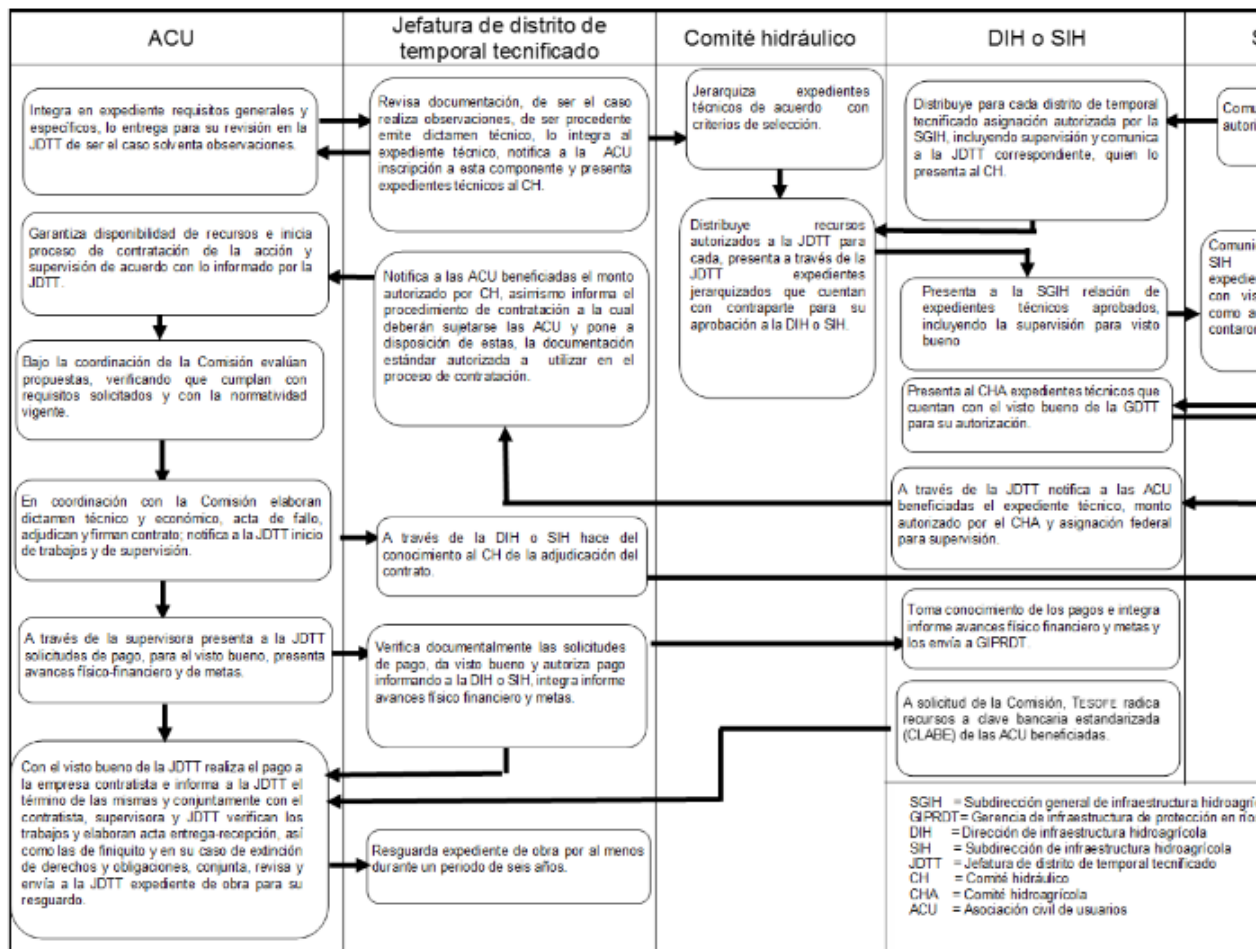 ACU
Jefatura de distrito de
temporal tecnificado
Comité hidráulico
DIH o SIH
S
Integra en expediente requisitos generales y
específicos, lo entrega para su revisión en la
JDTT de ser el caso solventa observaciones.
Garantiza disponibilidad de recursos e inicia
proceso de contratación de la acción y
supervisión de acuerdo con lo informado por la
JDTT.
Bajo la coordinación de la Comisión evalúan
propuestas, verificando que cumplan con
requisitos solicitados y con la normatividad
vigente.
En coordinación con la Comisión elaboran
dictamen técnico y económico, acta de fallo,
adjudican y firman contrato; notifica a la JDTT inicio
de trabajos y de supervisión.
A través de la supervisora presenta a la JDTT
solicitudes de pago, para el visto bueno, presenta
avances físico-financiero y de metas.
Con el visto bueno de la JDTT realiza el pago a
la empresa contratista e informa a la JDTT el
término de las mismas y conjuntamente con el
contratista, supervisora y JDTT verifican los
trabajos y elaboran acta entrega-recepción, así
como las de finiquito y en su caso de extinción
de derechos y obligaciones, conjunta, revisa y
envía a la JDTT expediente de obra para su
resguardo.
Revisa documentación, de ser el caso
realiza observaciones, de ser procedente
emite dictamen técnico, lo integra al
expediente técnico, notifica a la ACU
inscripción a esta componente y presenta
expedientes técnicos al CH.
Notifica a las ACU beneficiadas el monto
autorizado por CH, asimismo informa el
procedimiento de contratación a la cual
deberán sujetarse las ACU y pone a
disposición de estas, la documentación
estándar autorizada a utilizar en el
proceso de contratación.
A través de la DIH o SIH hace del
conocimiento al CH de la adjudicación del
contrato.
Verifica documentalmente las solicitudes
de pago, da visto bueno y autoriza pago
informando a la DIH o SIH, integra informe
avances físico financiero y metas.
Resguarda expediente de obra por al menos
durante un periodo de seis años.
Jerarquiza expedientes
técnicos de acuerdo con
criterios de selección.
Distribuye recursos
autorizados a la JDTT para
cada, presenta a través de la
JDTT expedientes
jerarquizados que cuentan
con contraparte para su
aprobación a la DIH o SIH.
Distribuye para cada distrito de temporal
tecnificado asignación autorizada por la
SGIH, incluyendo supervisión y comunica
a la JDTT correspondiente, quien lo
presenta al CH.
Presenta a la SGIH relación de
expedientes técnicos aprobados,
incluyendo la supervisión para visto
bueno
Presenta al CHA expedientes técnicos que
cuentan con el visto bueno de la GDTT
para su autorización.
A través de la JDTT notifica a las ACU
beneficiadas el expediente técnico, monto
autorizado por el CHA y asignación federal
para supervisión.
Toma conocimiento de los pagos e integra
informe avances físico financiero y metas y
los envía a GIPRDT.
A solicitud de la Comisión, TESOFE radica
recursos a clave bancaria estandarizada
(CLABE) de las ACU beneficiadas.
Comu
autori
Comuni
SIH
expedie
con vis
como a
contaro
SGIH = Subdirección general de infraestructura hidroagrí
GIPRDT= Gerencia de infraestructura de protección en río
DIH = Dirección de infraestructura hidroagrícola
SIH = Subdirección de infraestructura hidroagrícola
JDTT = Jefatura de distrito de temporal tecnificado
CH = Comité hidráulico
CHA = Comité hidroagrícola
ACU = Asociación civil de usuarios